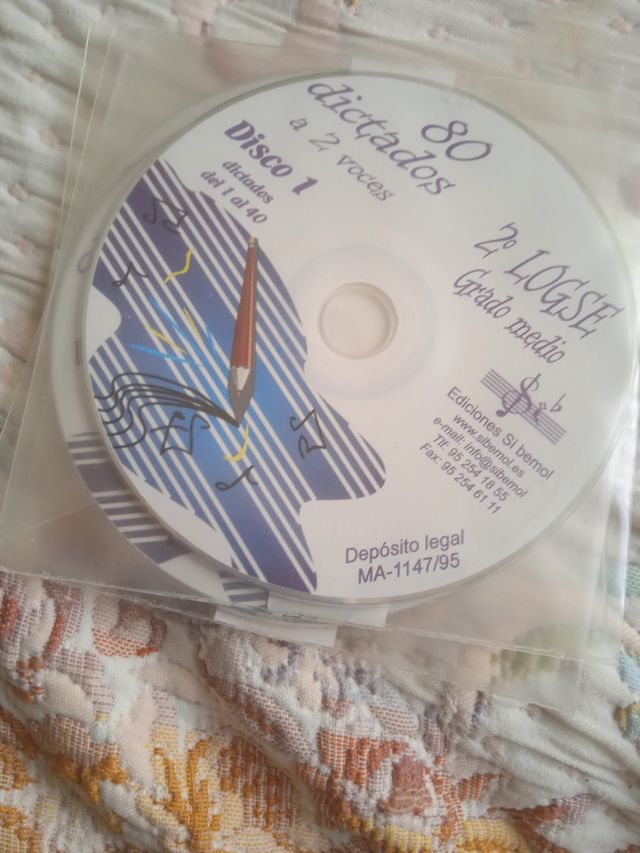 80
dictados
a 2 voces
Disco 1
dictados
del 1 al 40
2º LOGSE
Grado medio
Ediciones Si bemol
www.sibemol.es
e-mail: info@sibemol
Tlf: 95 254 18 55
Fax: 95 254 61 11
Depósito legal
MA-1147/95